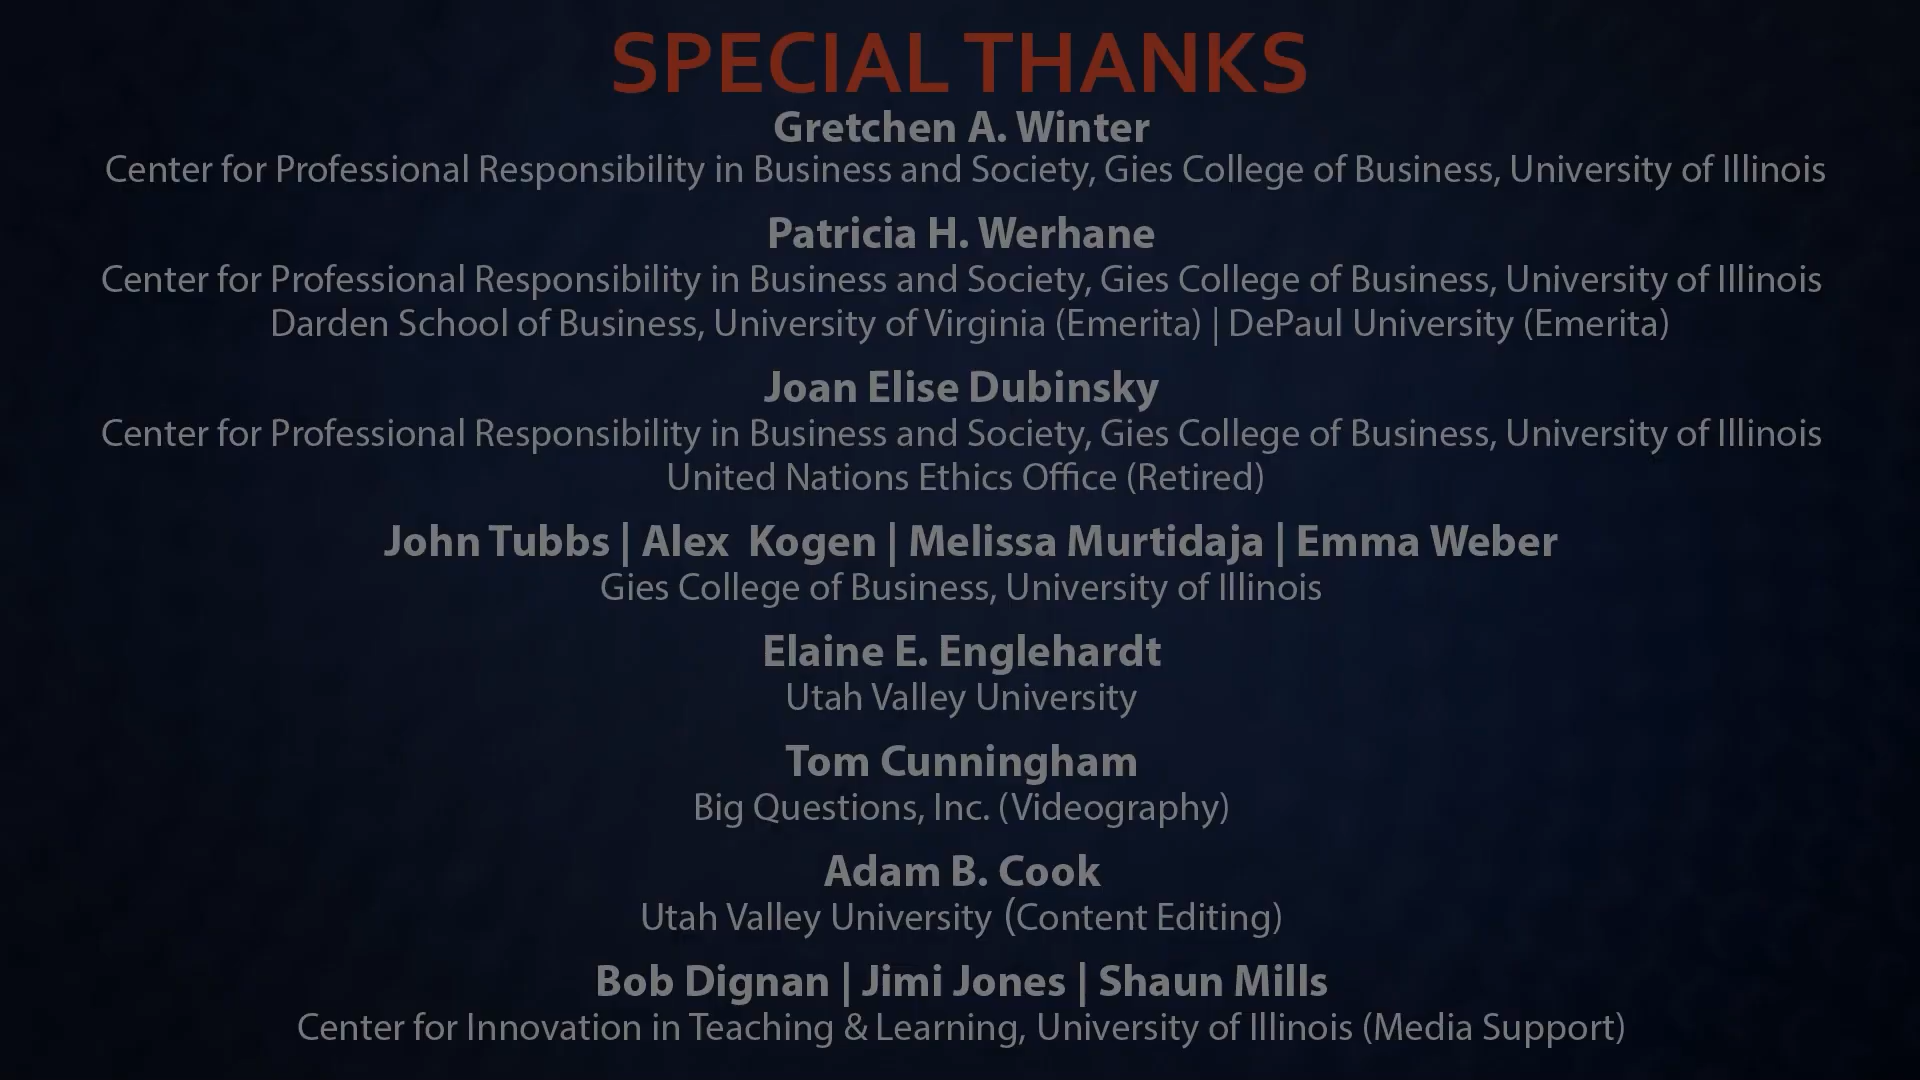 SPECIAL THANKS
Gretchen A. Winter
Center for Professional Responsibility in Business and Society, Gies College of Business, University of Illinois
Patricia H. Werhane
Center for Professional Responsibility in Business and Society, Gies College of Business, University of Illinois
Darden School of Business, University of Virginia (Emerita) | DePaul University (Emerita)
Joan Elise Dubinsky
Center for Professional Responsibility in Business and Society, Gies College of Business, University of Illinois
United Nations Ethics Office (Retired)
John Tubbs | Alex Kogen | Melissa Murtidaja | Emma Weber
Gies College of Business, University of Illinois
Elaine E. Englehardt
Utah Valley University
Tom Cunningham
Big Questions, Inc. (Videography)
Adam B. Cook
Utah Valley University (Content Editing)
Bob Dignan | Jimi Jones | Shaun Mills
Center for Innovation in Teaching & Learning, University of Illinois (Media Support)